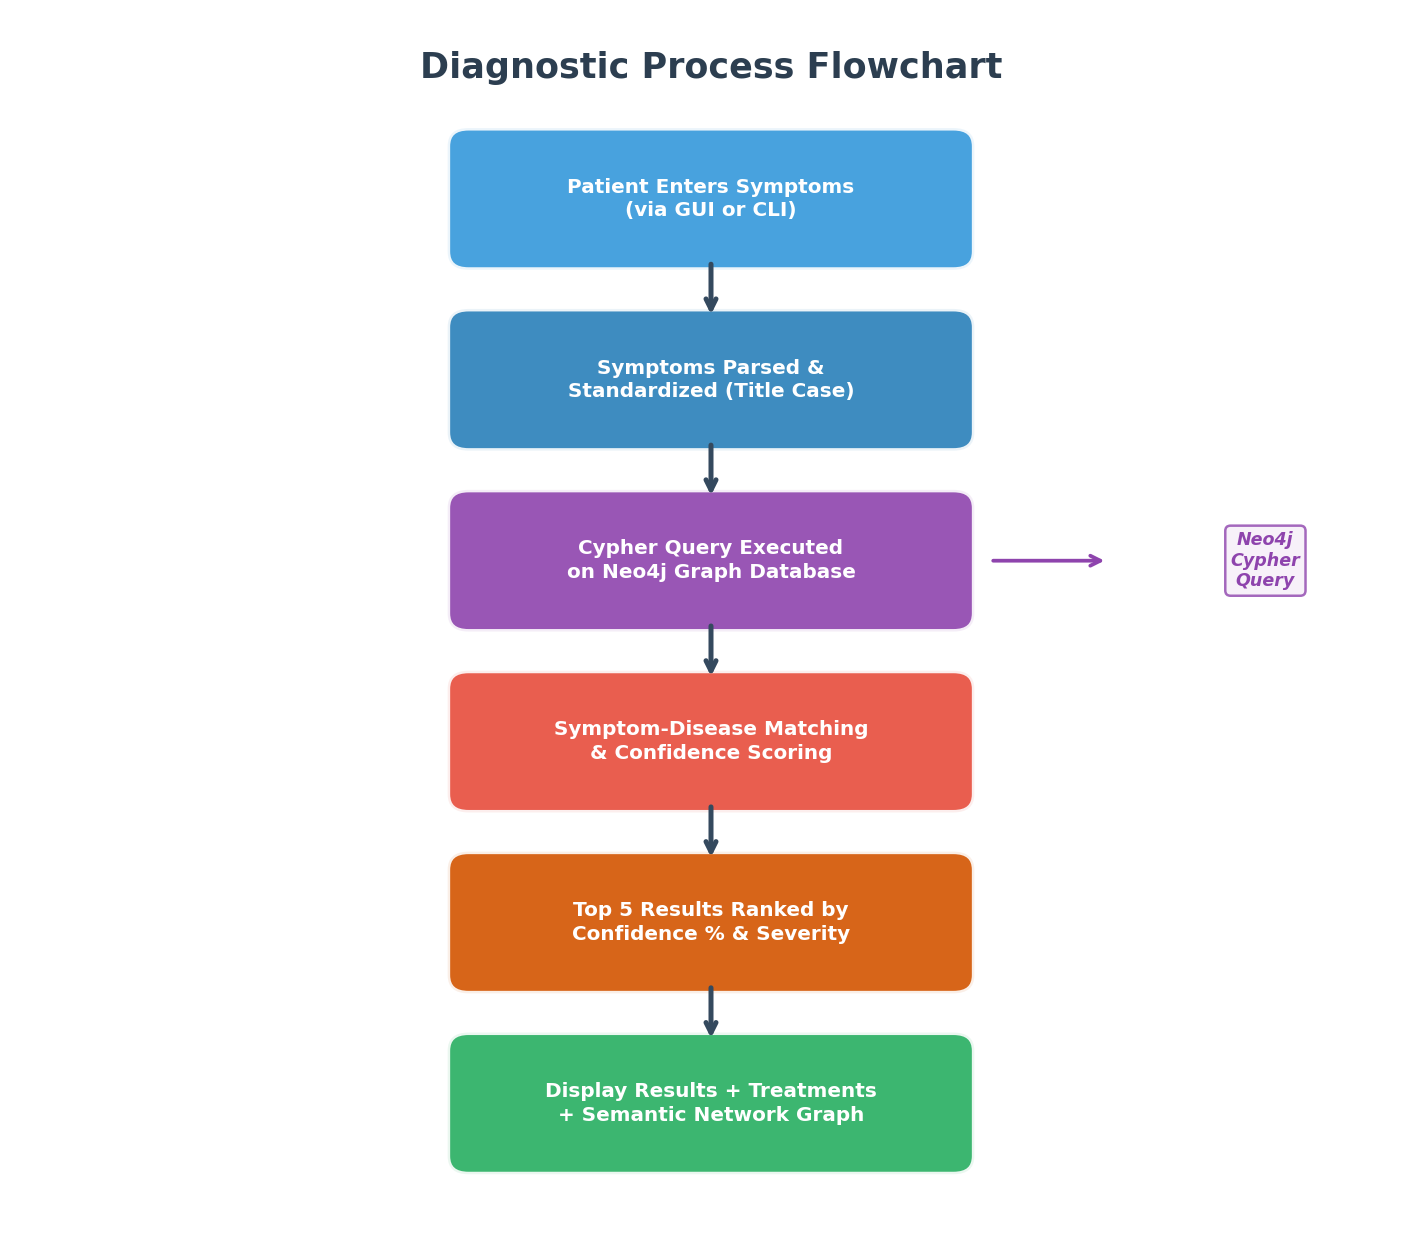 Diagnostic Process Flowchart
Patient Enters Symptoms
(via GUI or CLI)
Symptoms Parsed &
Standardized (Title Case)
Cypher Query Executed
on Neo4j Graph Database
Neo4j
Cypher
Query
Symptom-Disease Matching
& Confidence Scoring
Top 5 Results Ranked by
Confidence % & Severity
Display Results + Treatments
+ Semantic Network Graph